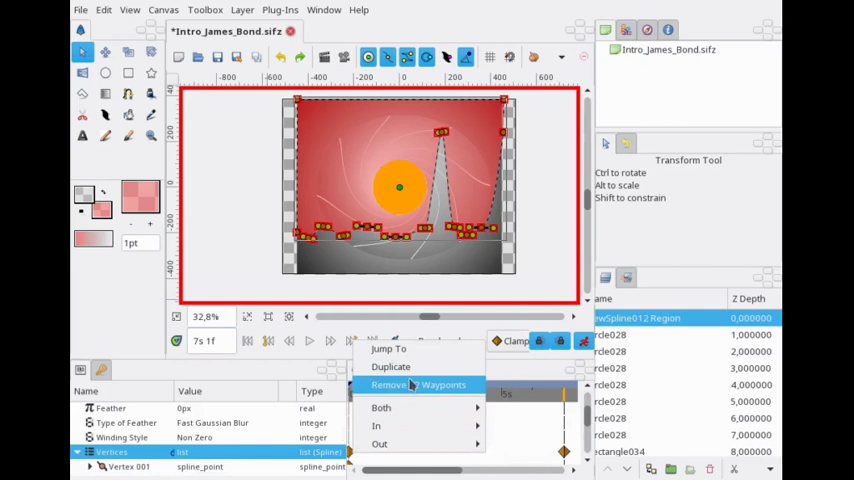 File Edit View Canvas Toolbox Layer Plug-Ins Window Help
*Intro_James_Bond.sifz
Intro_James_Bond.sifz
-800 -400 -200 0 200 400 600
200
0
-200
-400
Transform Tool
Ctrl to rotate
Alt to scale
Shift to constrain
1pt
32,8%
7s 1f
Clamp
Jump To
Duplicate
Remove Waypoints
Both
In
Out
5s
Name Value Type
Feather 0px real
Type of Feather Fast Gaussian Blur integer
Winding Style Non Zero integer
Vertices list list (Spline)
Vertex 001 spline_point spline_point
ame Z Depth
ewSpline012 Region 0,000000
rcle028 1,000000
rcle028 2,000000
rcle028 3,000000
rcle028 4,000000
rcle028 5,000000
rcle028 6,000000
rcle028 7,000000
ectangle034 8,000000